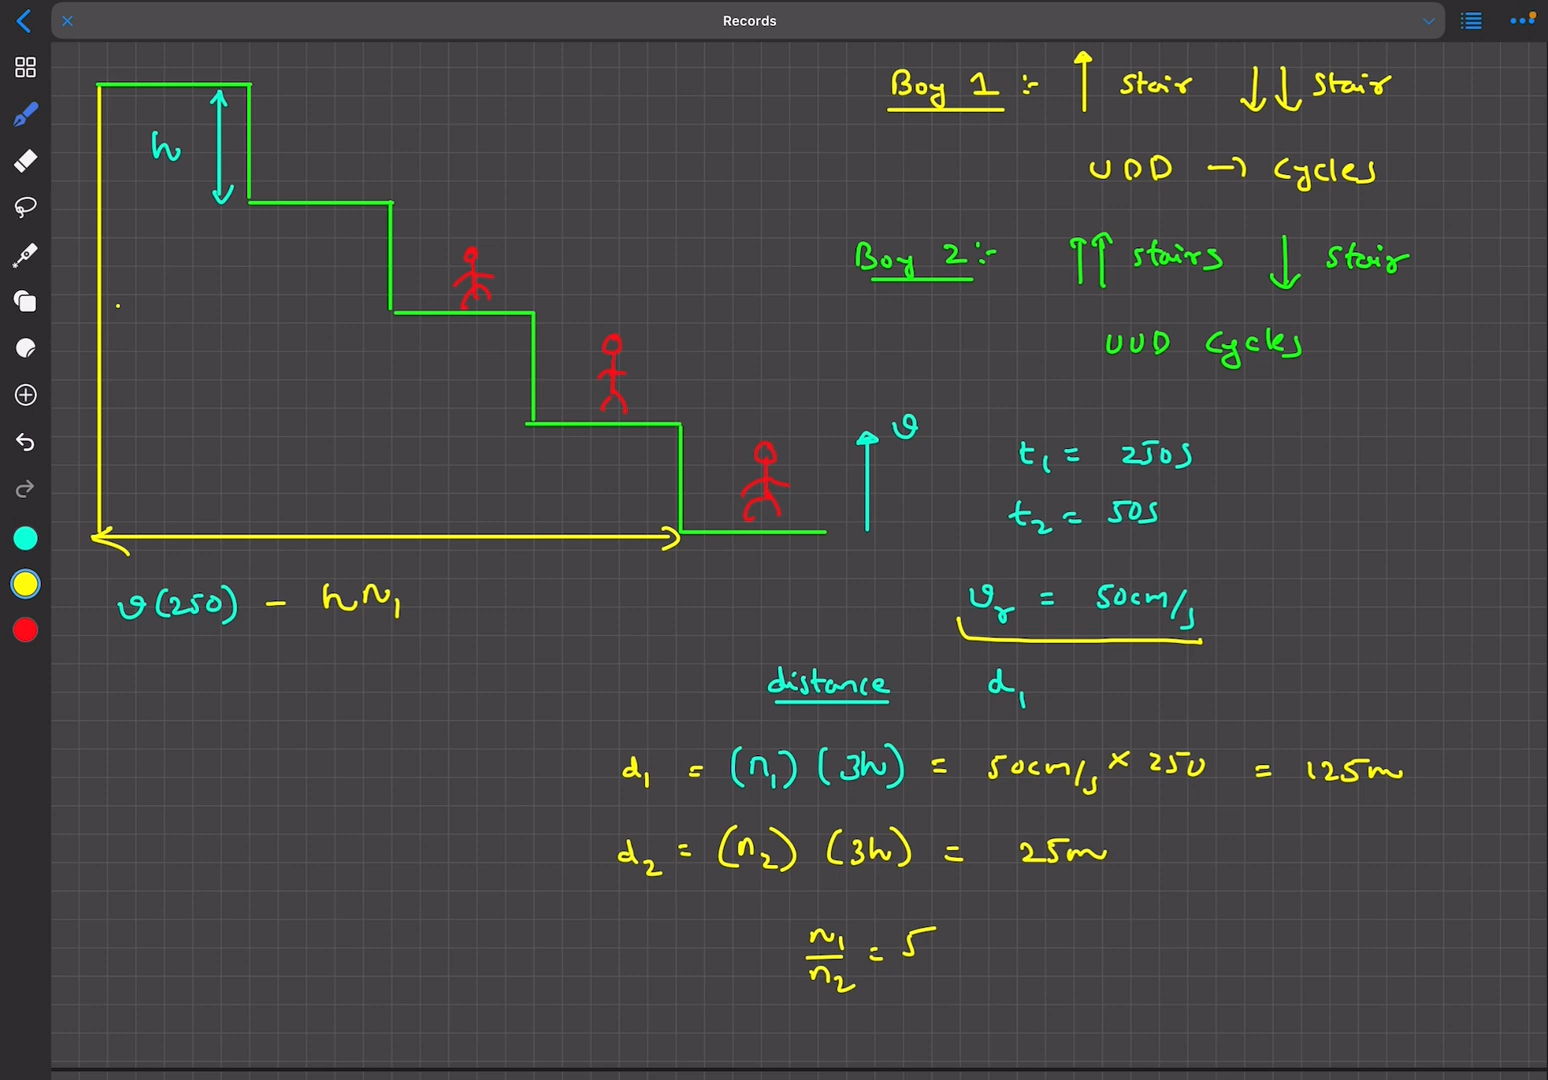 Records
Boy 1 :- ↑ stair ↓↓ stair
UDD → Cycles
Boy 2 :- ↑↑ stairs ↓ stair
UUD cycles
h
v
t₁ = 250s
t₂ = 50s
v(250) - hn₁
vᵣ = 50cm/s
distance d₁
d₁ = (n₁) (3h) = 50cm/s × 250 = 125m
d₂ = (n₂) (3h) = 25m
n₁/n₂ = 5